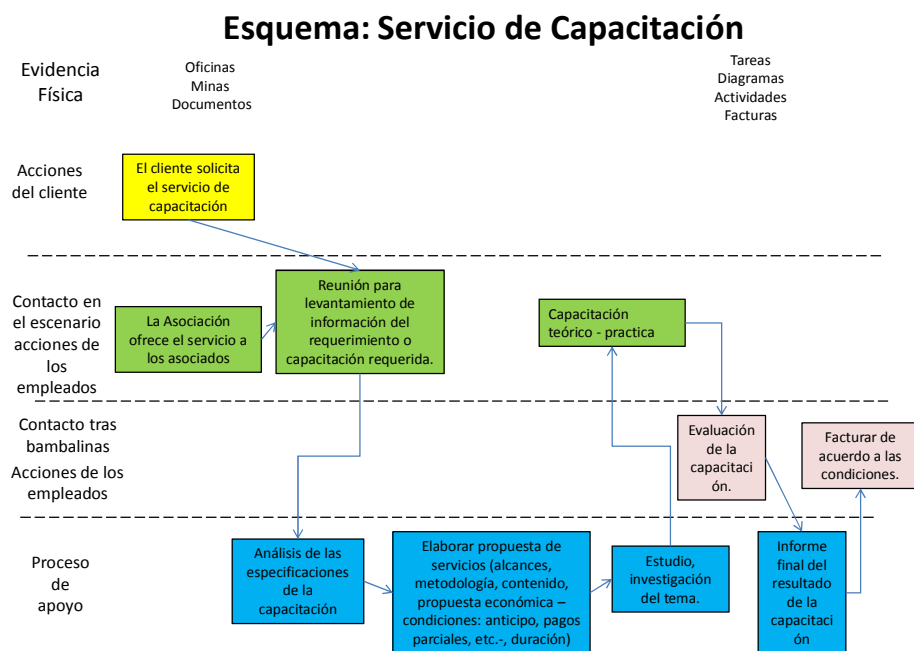 Esquema: Servicio de Capacitación
Evidencia
Física
Oficinas
Minas
Documentos
Tareas
Diagramas
Actividades
Facturas
Acciones
del cliente
El cliente solicita
el servicio de
capacitación
Contacto en
el escenario
acciones de
los
empleados
La Asociación
ofrece el servicio a
los asociados
Reunión para
levantamiento de
información del
requerimiento o
capacitación requerida.
Capacitación
teórico - practica
Contacto tras
bambalinas
Acciones de los
empleados
Evaluación
de la
capacitaci
ón.
Facturar de
acuerdo a las
condiciones.
Proceso
de
apoyo
Análisis de las
especificaciones de
la capacitación
Elaborar propuesta de
servicios (alcances,
metodología, contenido,
propuesta económica –
condiciones: anticipo, pagos
parciales, etc.-, duración)
Estudio,
investigación
del tema.
Informe
final del
resultado
de la
capacitaci
ón